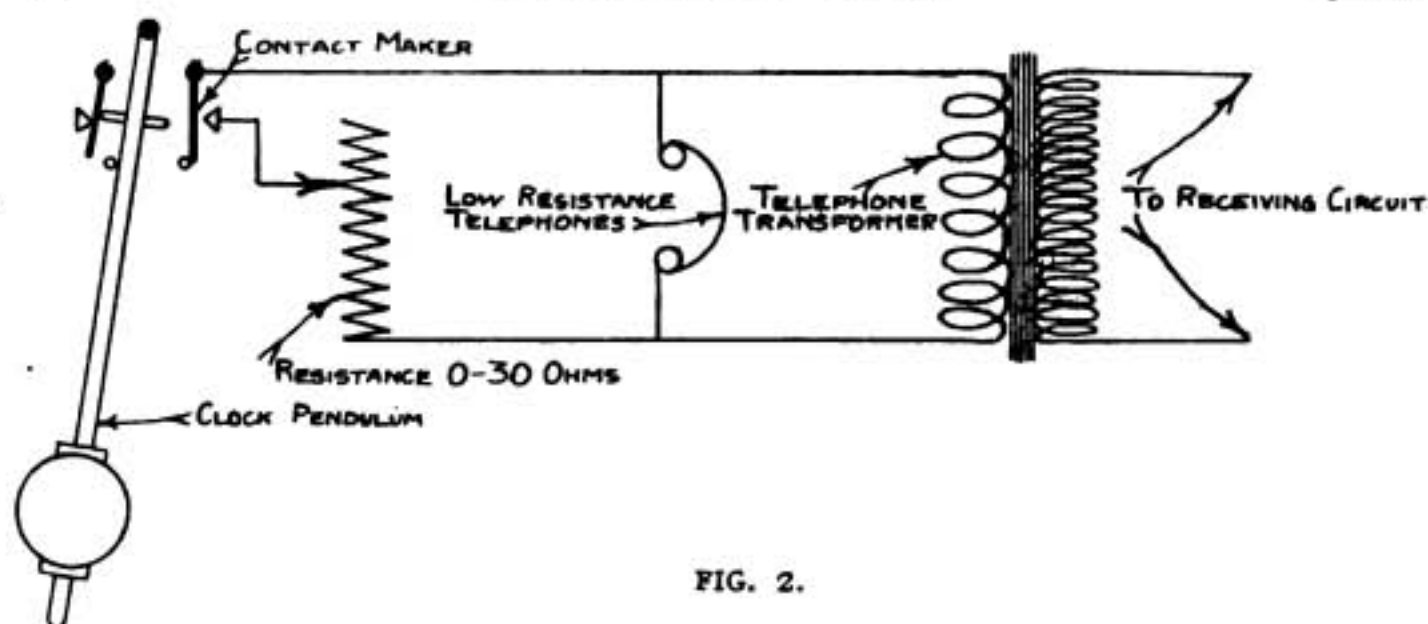 CONTACT MAKER
LOW RESISTANCE
TELEPHONES
TELEPHONE
TRANSFORMER
TO RECEIVING CIRCUIT
RESISTANCE 0-30 OHMS
CLOCK PENDULUM
FIG. 2.